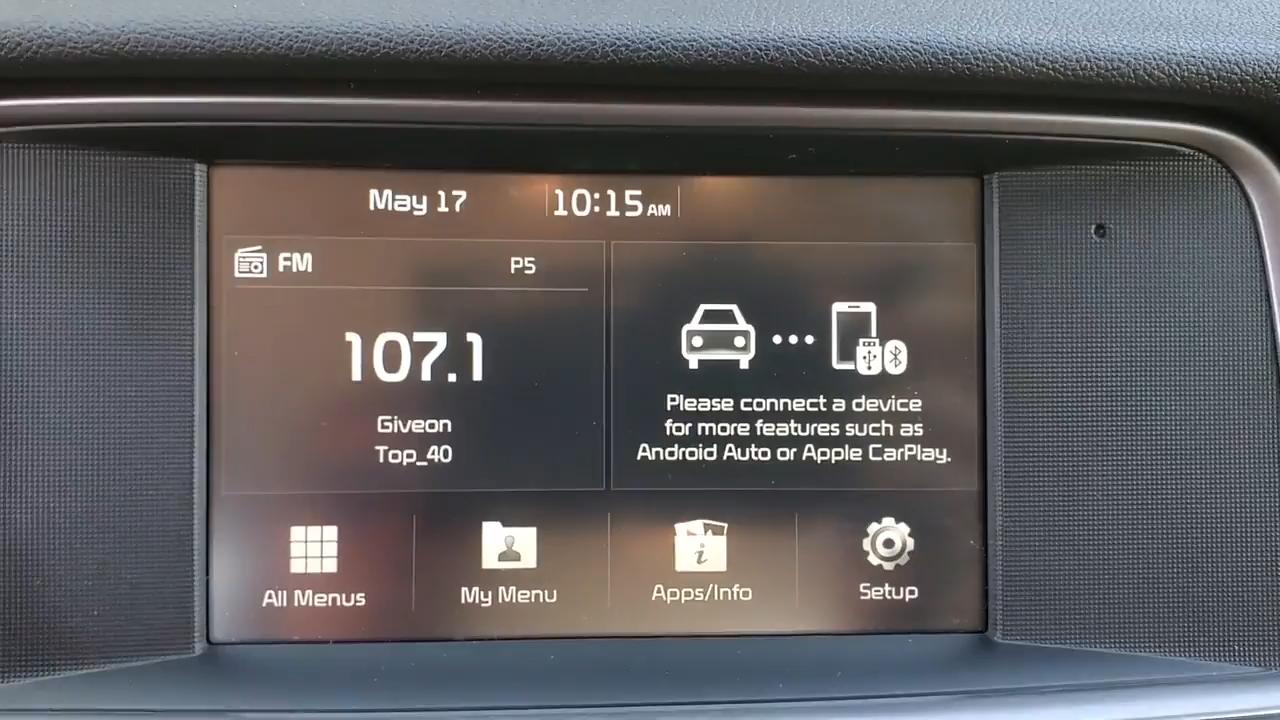 May 17
10:15 AM
FM
P5
107.1
Giveon
Top_40
Please connect a device
for more features such as
Android Auto or Apple CarPlay.
All Menus
My Menu
Apps/Info
Setup